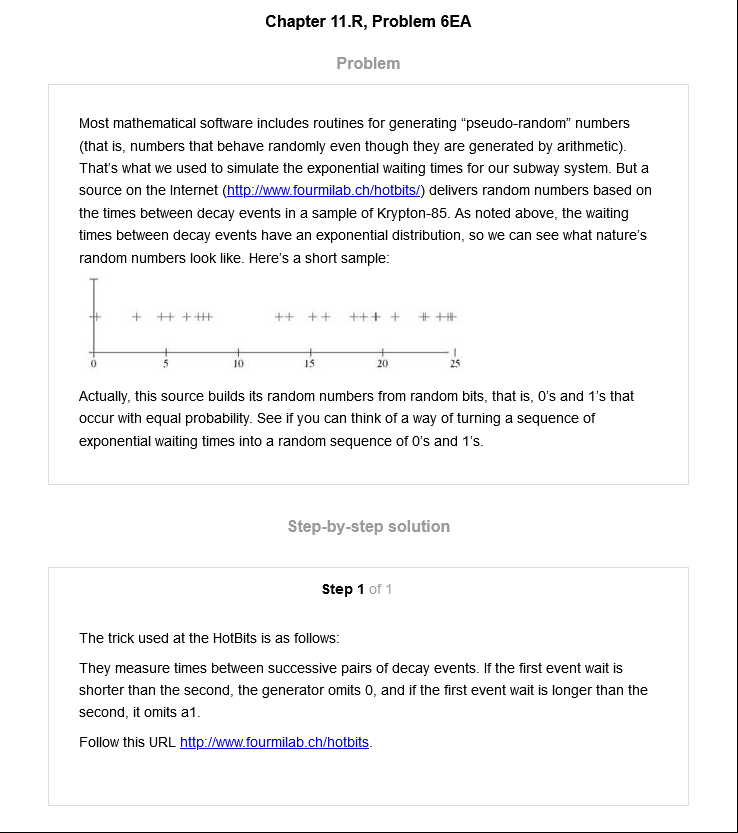 Chapter 11.R, Problem 6EA
Problem
Most mathematical software includes routines for generating “pseudo-random” numbers
(that is, numbers that behave randomly even though they are generated by arithmetic).
That’s what we used to simulate the exponential waiting times for our subway system. But a
source on the Internet (http://www.fourmilab.ch/hotbits/) delivers random numbers based on
the times between decay events in a sample of Krypton-85. As noted above, the waiting
times between decay events have an exponential distribution, so we can see what nature’s
random numbers look like. Here’s a short sample:
0 5 10 15 20 25
Actually, this source builds its random numbers from random bits, that is, 0’s and 1’s that
occur with equal probability. See if you can think of a way of turning a sequence of
exponential waiting times into a random sequence of 0’s and 1’s.
Step-by-step solution
Step 1 of 1
The trick used at the HotBits is as follows:
They measure times between successive pairs of decay events. If the first event wait is
shorter than the second, the generator omits 0, and if the first event wait is longer than the
second, it omits a1.
Follow this URL http://www.fourmilab.ch/hotbits.